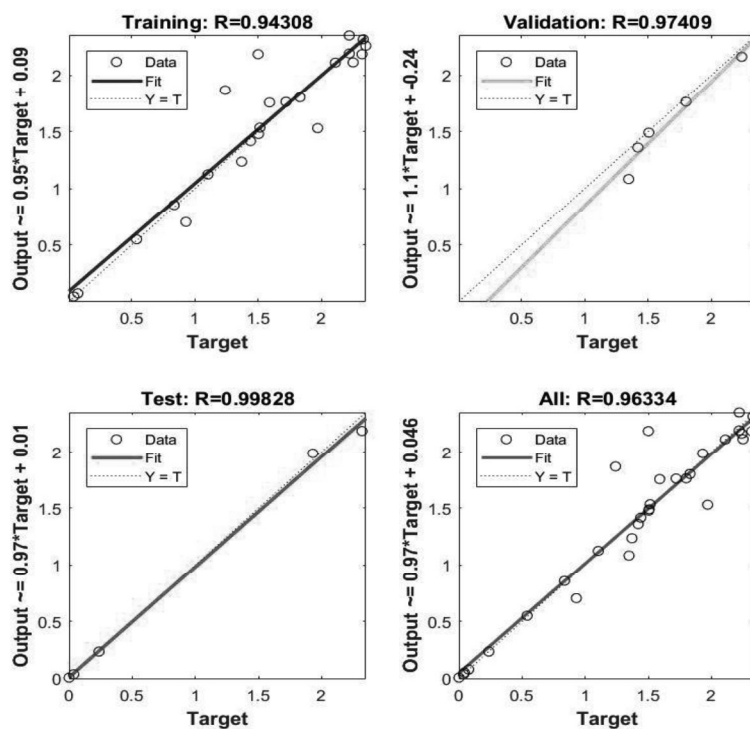 Training: R=0.94308
Output ~= 0.95*Target + 0.09
2
1.5
1
0.5
Data
Fit
Y = T
0.5
1
1.5
2
Target
Validation: R=0.97409
Output ~= 1.1*Target + -0.24
2
1.5
1
0.5
Data
Fit
Y = T
0.5
1
1.5
2
Target
Test: R=0.99828
Output ~= 0.97*Target + 0.01
2
1.5
1
0.5
0
Data
Fit
Y = T
0
0.5
1
1.5
2
Target
All: R=0.96334
Output ~= 0.97*Target + 0.046
2
1.5
1
0.5
0
Data
Fit
Y = T
0
0.5
1
1.5
2
Target